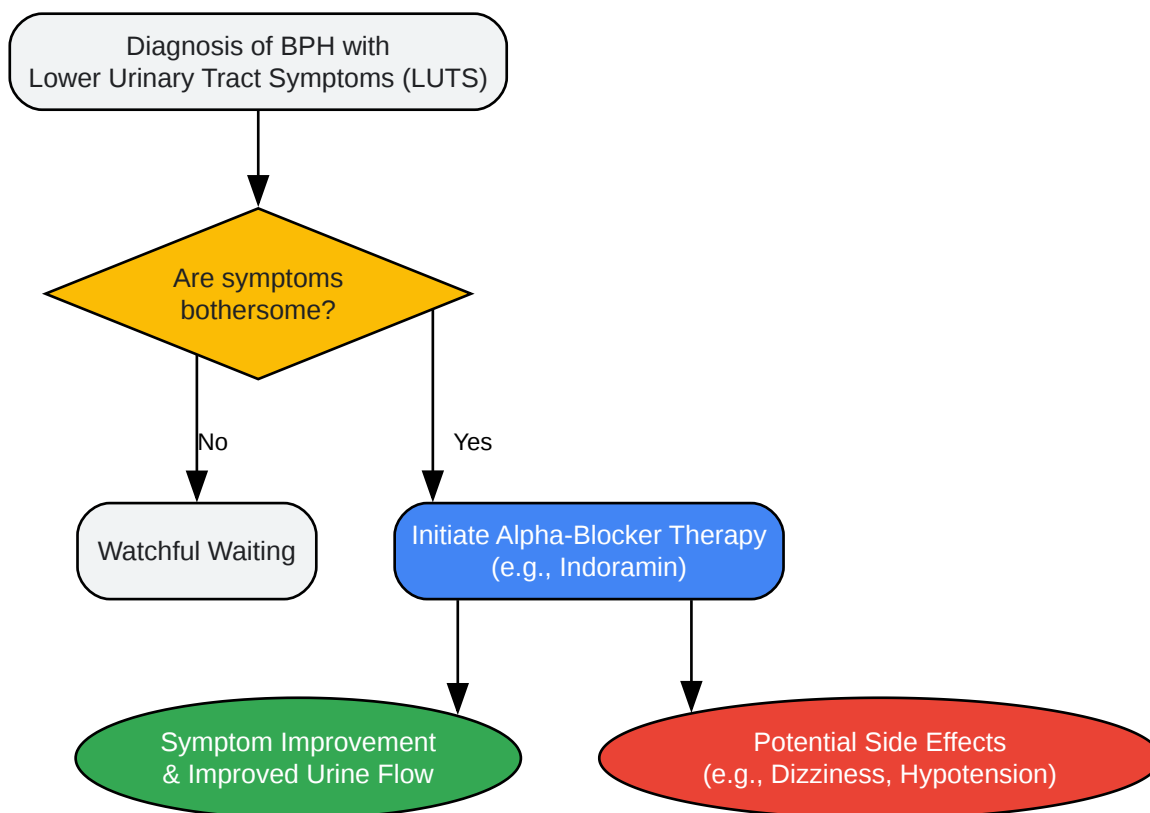 Diagnosis of BPH with
Lower Urinary Tract Symptoms (LUTS)
Are symptoms
bothersome?
No
Yes
Watchful Waiting
Initiate Alpha-Blocker Therapy
(e.g., Indoramin)
Symptom Improvement
& Improved Urine Flow
Potential Side Effects
(e.g., Dizziness, Hypotension)